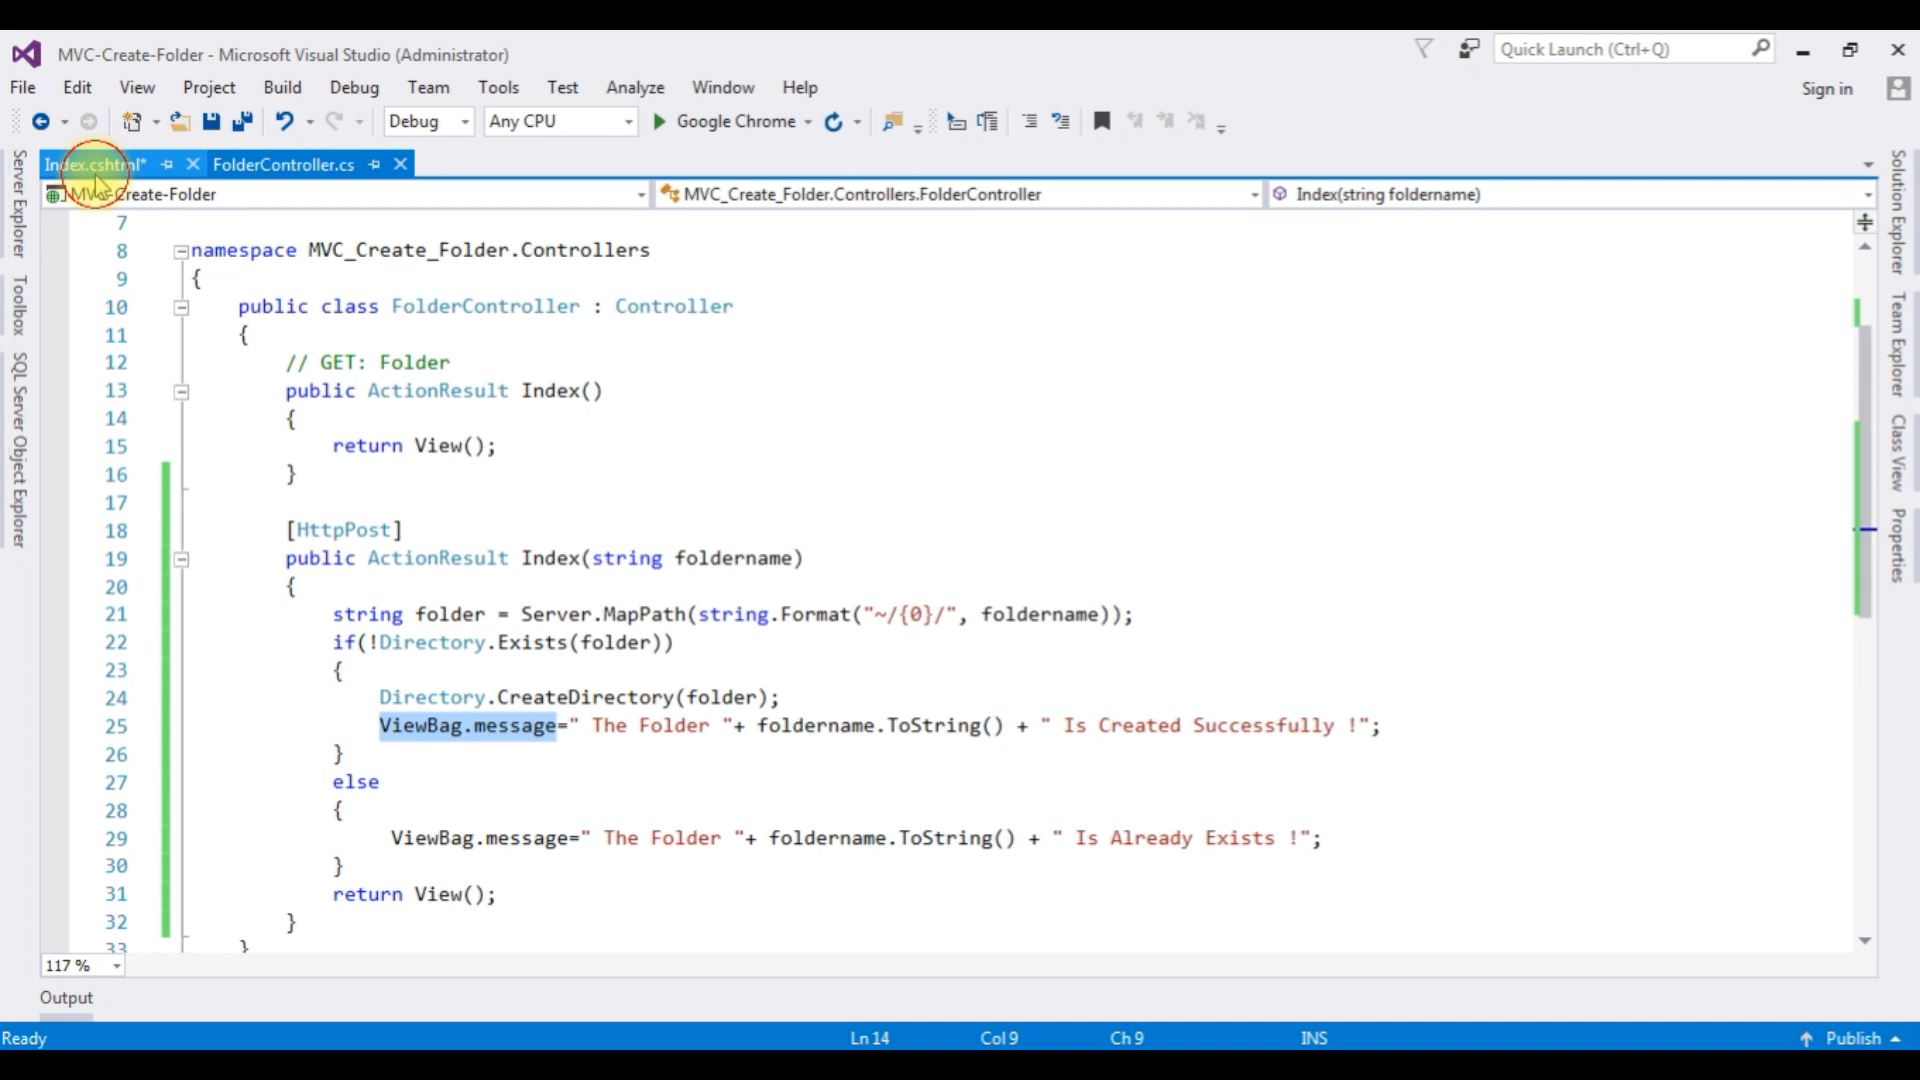 MVC-Create-Folder - Microsoft Visual Studio (Administrator)
Quick Launch (Ctrl+Q)
File Edit View Project Build Debug Team Tools Test Analyze Window Help
Sign in
Debug Any CPU Google Chrome
Index.cshtml* FolderController.cs
MVC-Create-Folder MVC_Create_Folder.Controllers.FolderController Index(string foldername)
Server Explorer
Toolbox
SQL Server Object Explorer
7
8 namespace MVC_Create_Folder.Controllers
9 {
10 public class FolderController : Controller
11 {
12 // GET: Folder
13 public ActionResult Index()
14 {
15 return View();
16 }
17
18 [HttpPost]
19 public ActionResult Index(string foldername)
20 {
21 string folder = Server.MapPath(string.Format("~/{0}/", foldername));
22 if(!Directory.Exists(folder))
23 {
24 Directory.CreateDirectory(folder);
25 ViewBag.message=" The Folder "+ foldername.ToString() + " Is Created Successfully !";
26 }
27 else
28 {
29 ViewBag.message=" The Folder "+ foldername.ToString() + " Is Already Exists !";
30 }
31 return View();
32 }
33 }
Solution Explorer
Team Explorer
Class View
Properties
117 %
Output
Ready Ln 14 Col 9 Ch 9 INS Publish